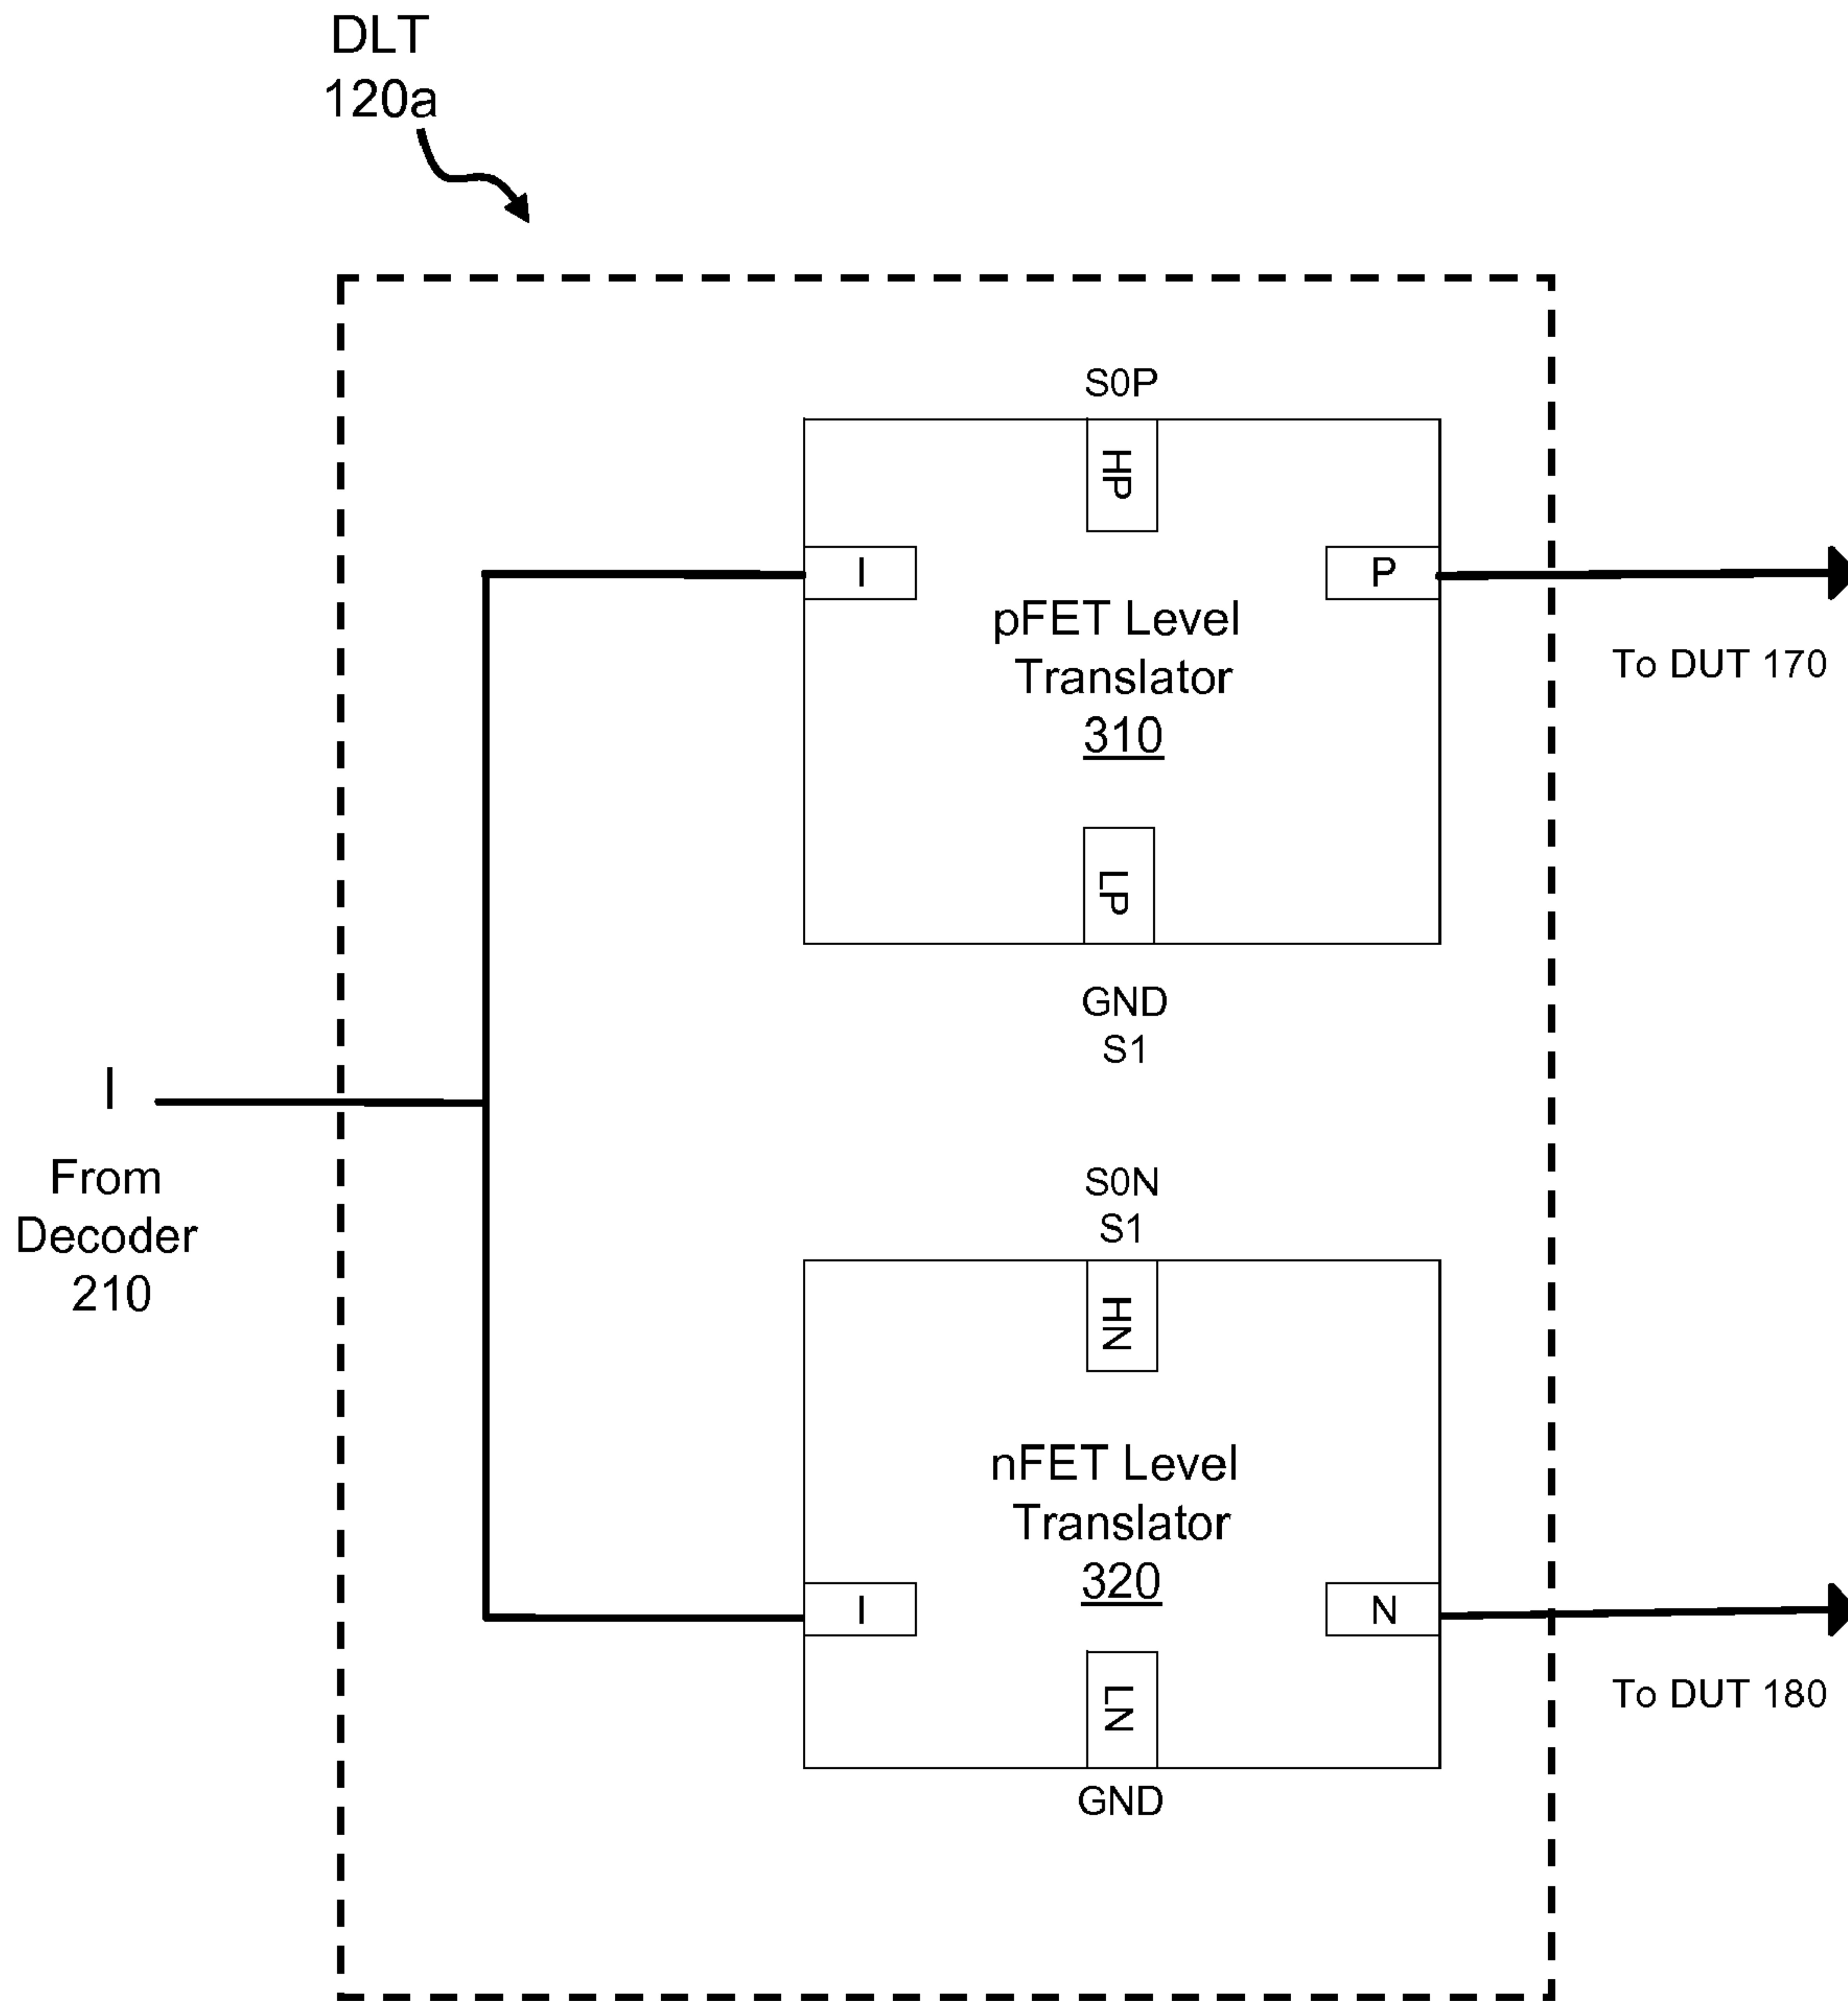 DLT
120a
S0P
HP
I
P
pFET Level
Translator
310
To DUT 170
LP
GND
S1
I
From
Decoder
210
S0N
S1
HN
nFET Level
Translator
320
I
N
LN
To DUT 180
GND